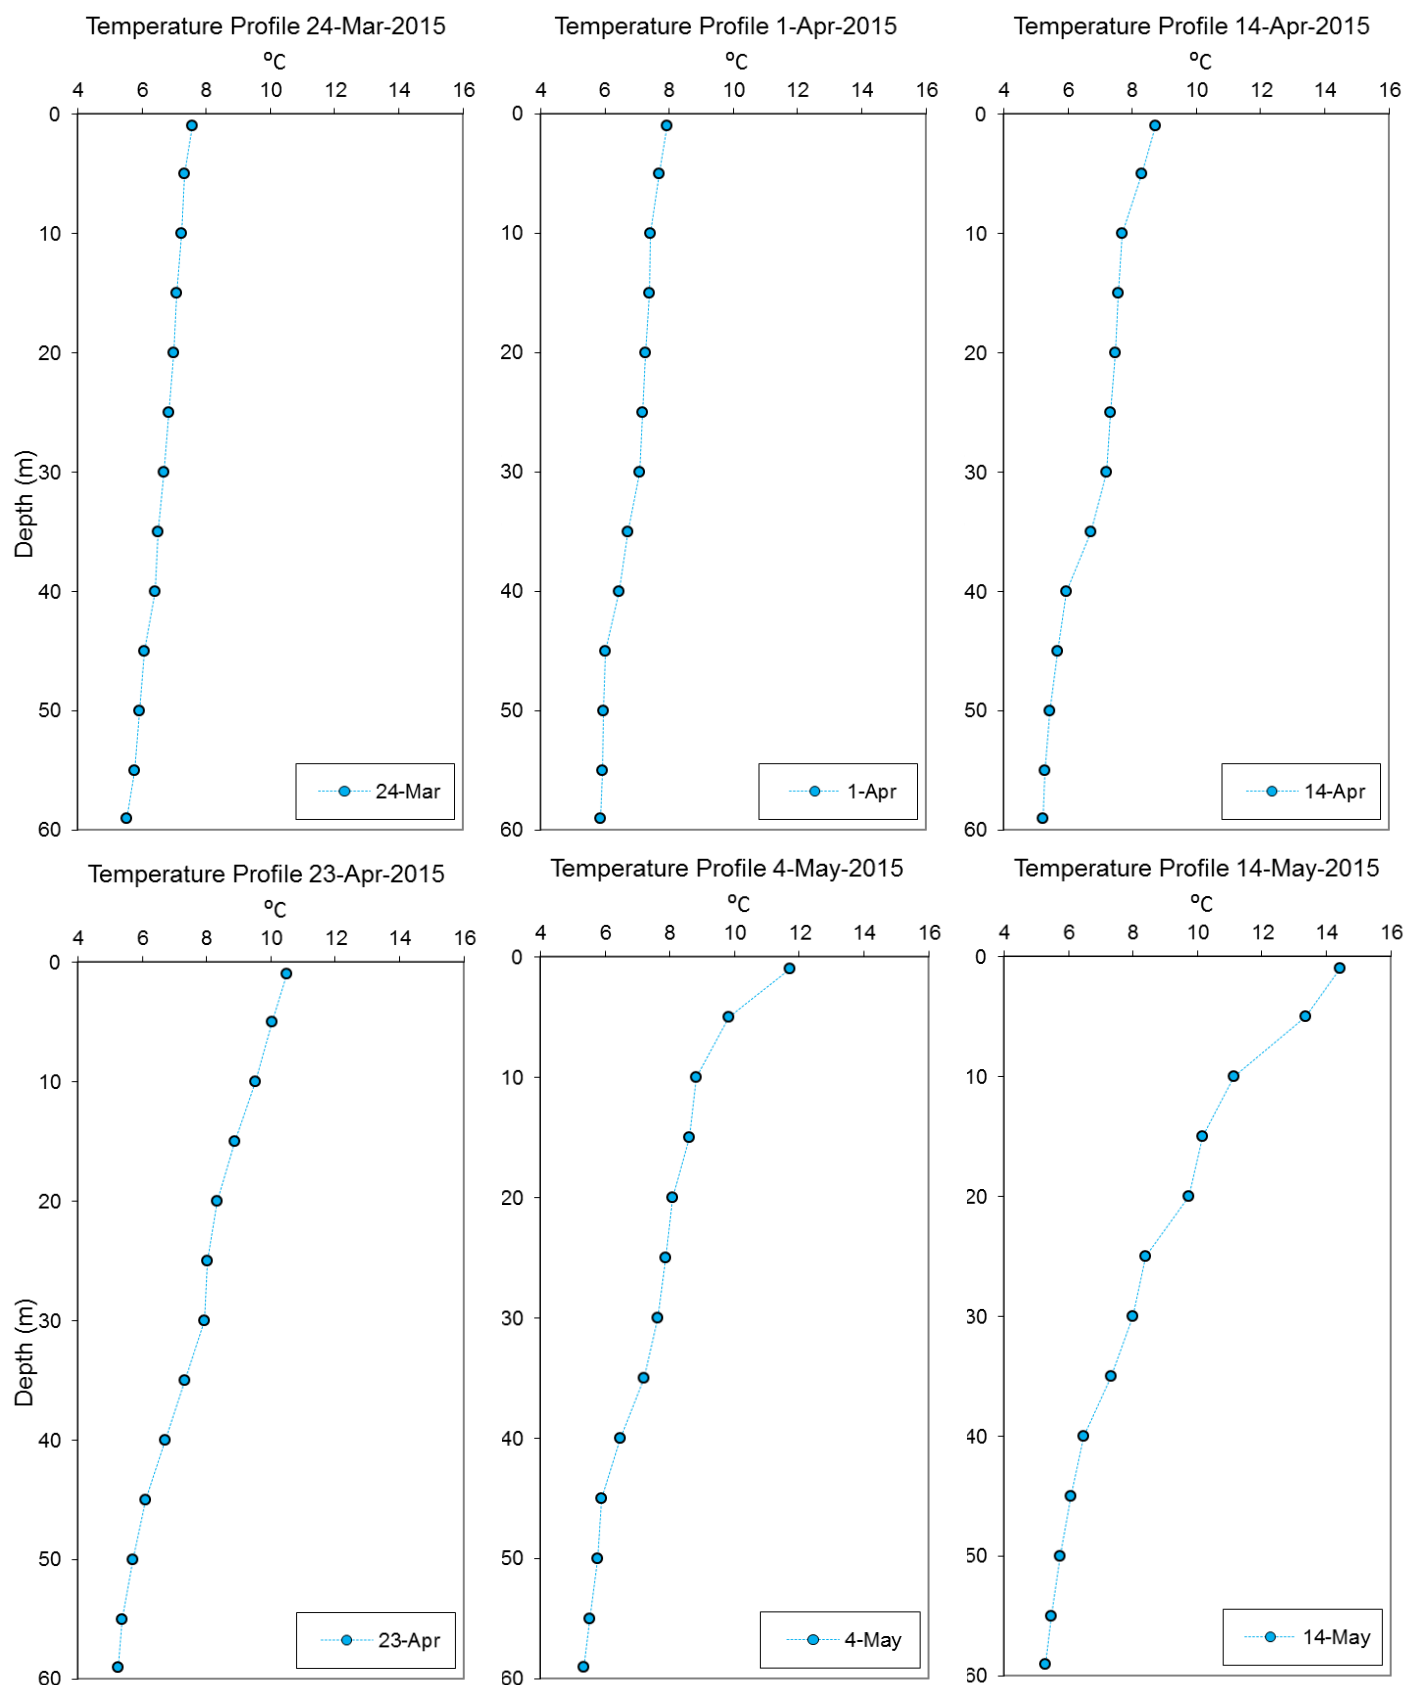 Temperature Profile 24-Mar-2015
°C
4 6 8 10 12 14 16
0
10
20
30
40
50
60
Depth (m)
24-Mar
Temperature Profile 1-Apr-2015
°C
4 6 8 10 12 14 16
0
10
20
30
40
50
60
1-Apr
Temperature Profile 14-Apr-2015
°C
4 6 8 10 12 14 16
0
10
20
30
40
50
60
14-Apr
Temperature Profile 23-Apr-2015
°C
4 6 8 10 12 14 16
0
10
20
30
40
50
60
Depth (m)
23-Apr
Temperature Profile 4-May-2015
°C
4 6 8 10 12 14 16
0
10
20
30
40
50
60
4-May
Temperature Profile 14-May-2015
°C
4 6 8 10 12 14 16
0
10
20
30
40
50
60
14-May